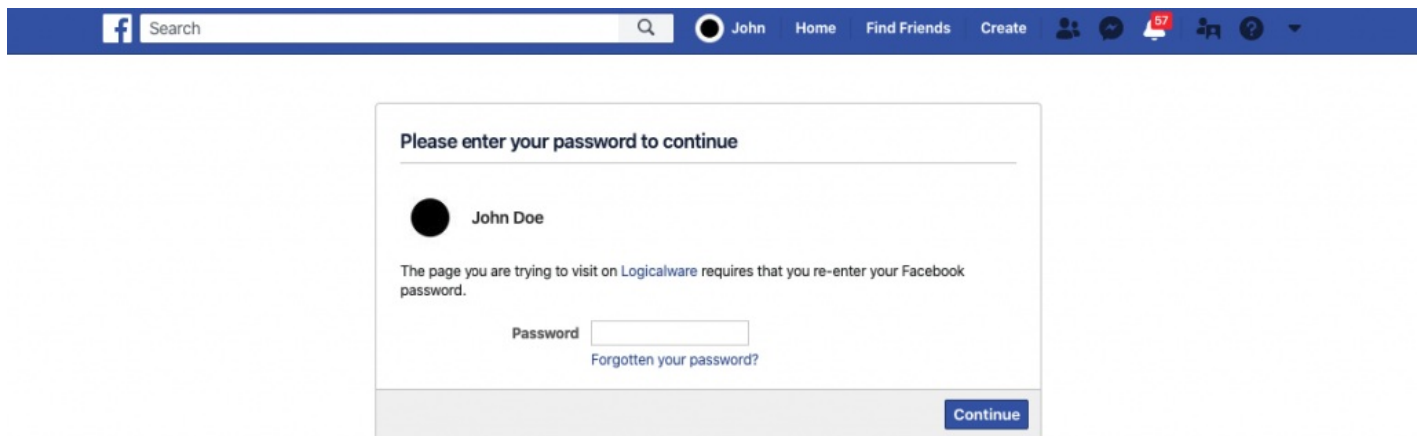 f Search John Home Find Friends Create 57 ?
Please enter your password to continue
John Doe
The page you are trying to visit on Logicalware requires that you re-enter your Facebook
password.
Password
Forgotten your password?
Continue